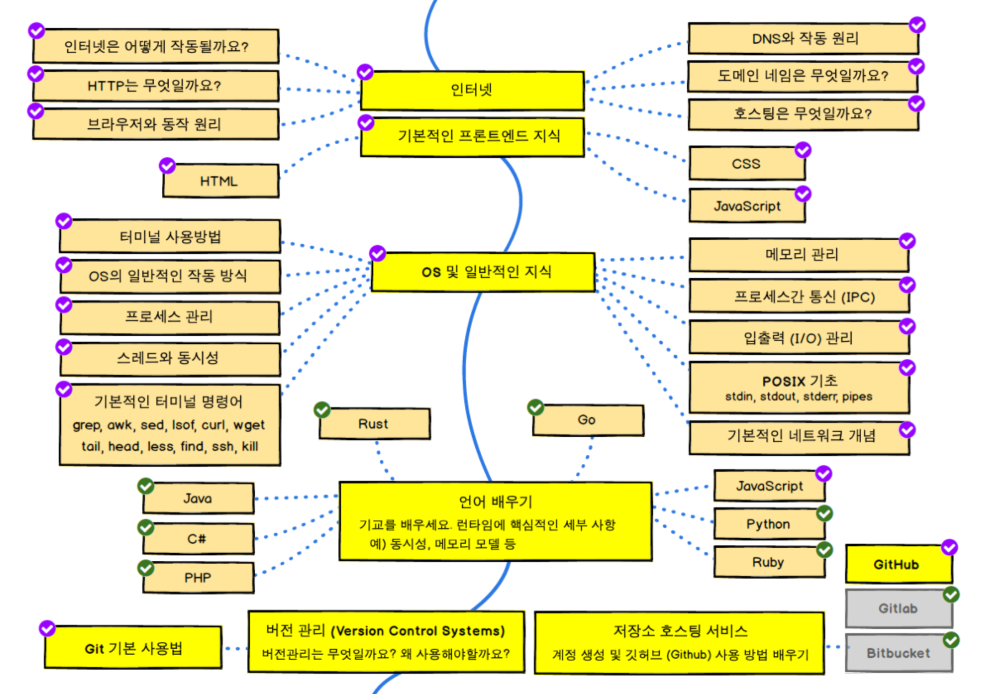 인터넷은 어떻게 작동될까요?
HTTP는 무엇일까요?
브라우저와 동작 원리
인터넷
DNS와 작동 원리
도메인 네임은 무엇일까요?
호스팅은 무엇일까요?
기본적인 프론트엔드 지식
HTML
CSS
JavaScript
터미널 사용방법
OS의 일반적인 작동 방식
프로세스 관리
스레드와 동시성
기본적인 터미널 명령어
grep, awk, sed, lsof, curl, wget
tail, head, less, find, ssh, kill
OS 및 일반적인 지식
메모리 관리
프로세스간 통신 (IPC)
입출력 (I/O) 관리
POSIX 기초
stdin, stdout, stderr, pipes
기본적인 네트워크 개념
Rust
Go
Java
C#
PHP
언어 배우기
기교를 배우세요. 런타임에 핵심적인 세부 사항
예) 동시성, 메모리 모델 등
JavaScript
Python
Ruby
Git 기본 사용법
버전 관리 (Version Control Systems)
버전관리는 무엇일까요? 왜 사용해야할까요?
저장소 호스팅 서비스
계정 생성 및 깃허브 (Github) 사용 방법 배우기
GitHub
Gitlab
Bitbucket